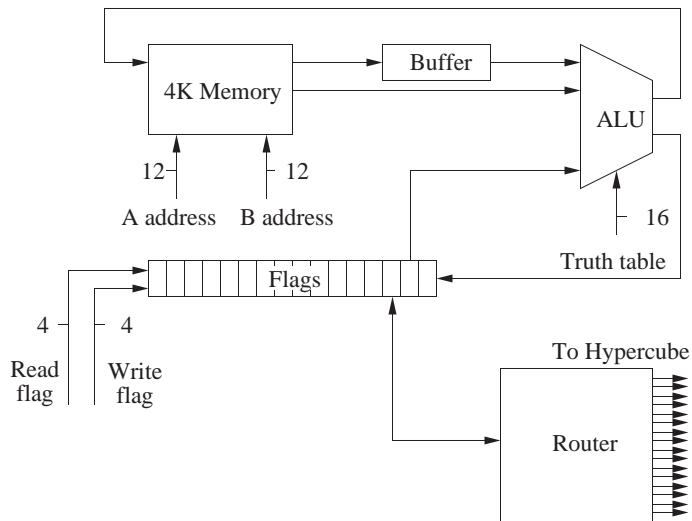 Buffer
4K Memory
ALU
12
12
A address
B address
16
Truth table
Flags
4
4
Read
flag
Write
flag
To Hypercube
Router